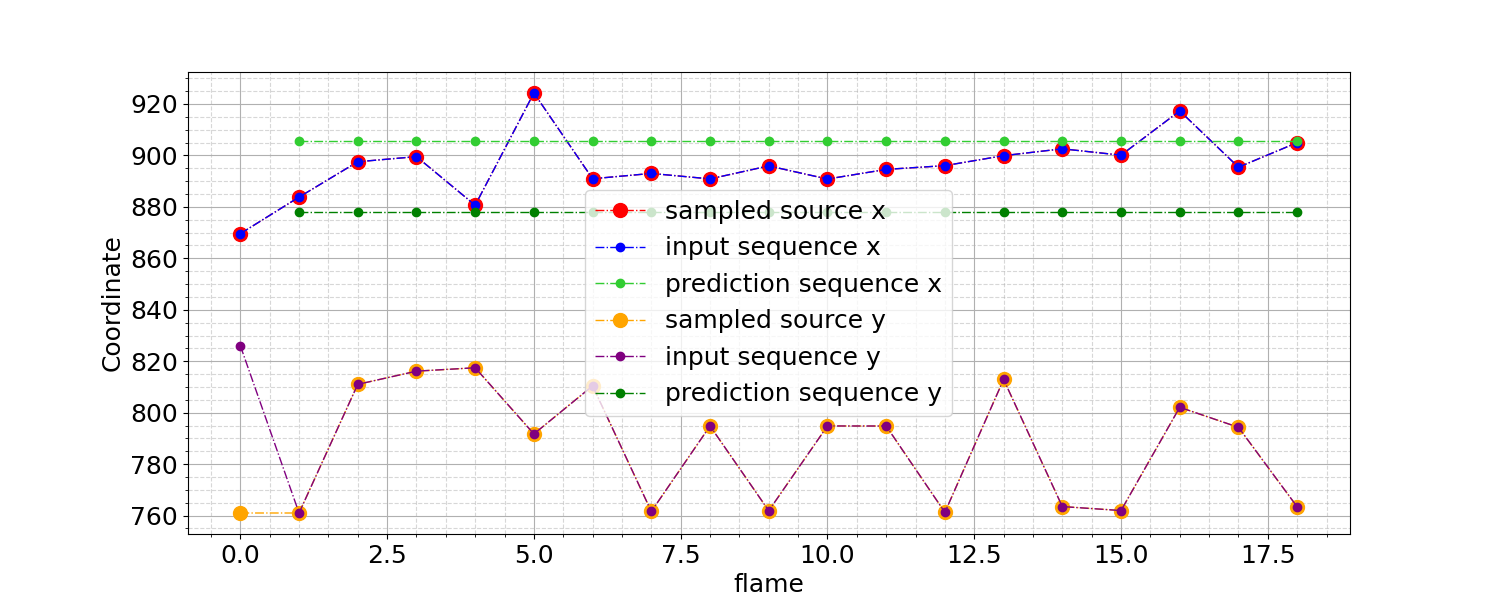 920
900
880
860
840
820
800
780
760
Coordinate
sampled source x
input sequence x
prediction sequence x
sampled source y
input sequence y
prediction sequence y
0.0 2.5 5.0 7.5 10.0 12.5 15.0 17.5
flame